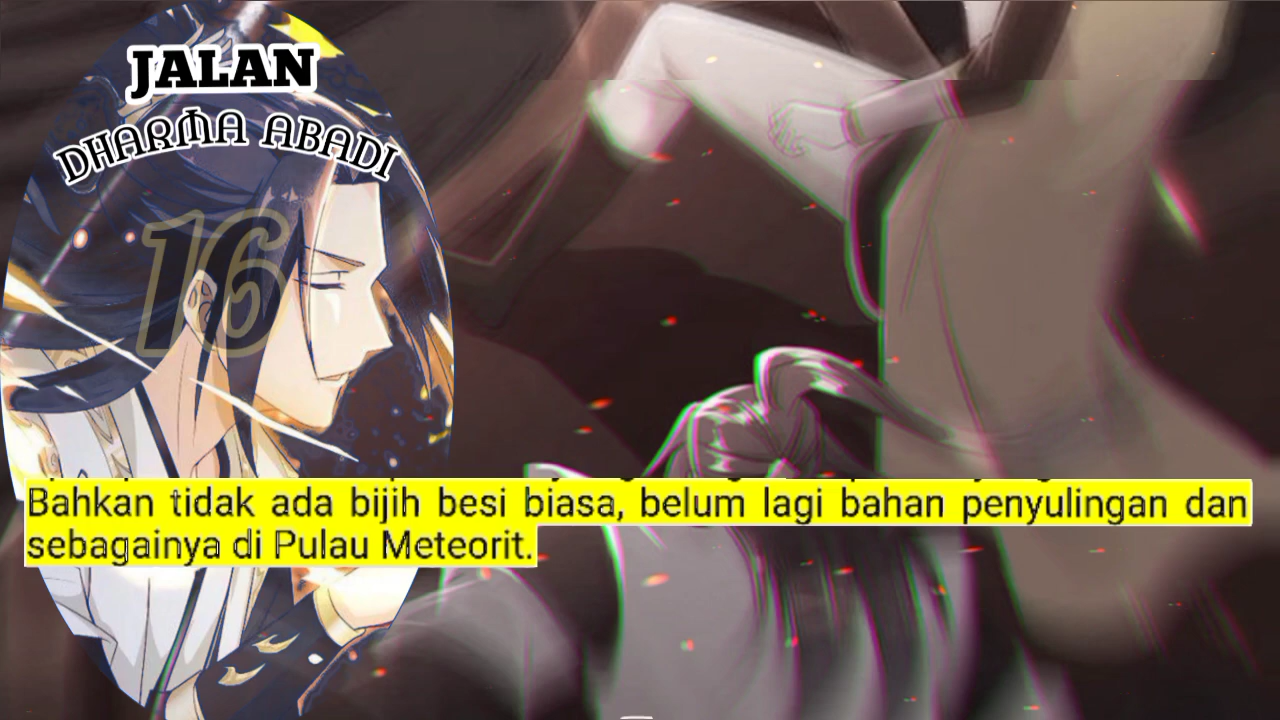 JALAN
DHARMA ABADI
16
Bahkan tidak ada bijih besi biasa, belum lagi bahan penyulingan dan
sebagainya di Pulau Meteorit.